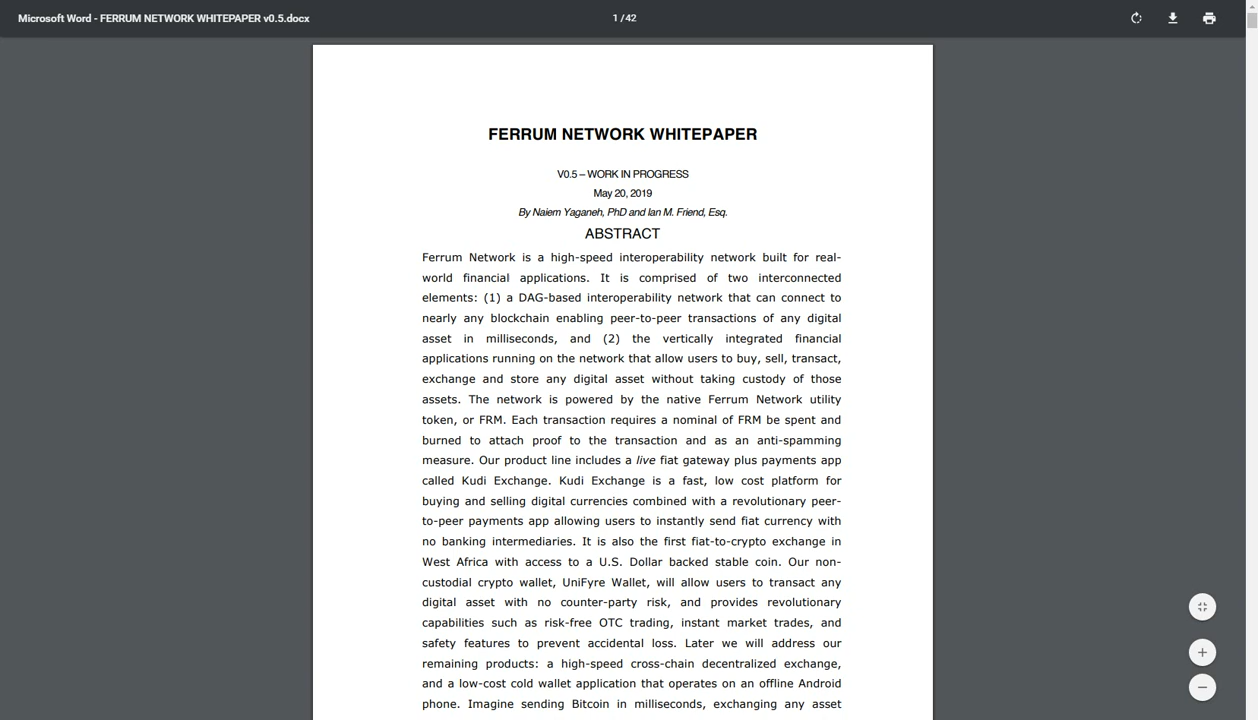 Microsoft Word - FERRUM NETWORK WHITEPAPER v0.5.docx
1 / 42
FERRUM NETWORK WHITEPAPER
V0.5 – WORK IN PROGRESS
May 20, 2019
By Naiem Yaganeh, PhD and Ian M. Friend, Esq.
ABSTRACT
Ferrum Network is a high-speed interoperability network built for real-
world financial applications. It is comprised of two interconnected
elements: (1) a DAG-based interoperability network that can connect to
nearly any blockchain enabling peer-to-peer transactions of any digital
asset in milliseconds, and (2) the vertically integrated financial
applications running on the network that allow users to buy, sell, transact,
exchange and store any digital asset without taking custody of those
assets. The network is powered by the native Ferrum Network utility
token, or FRM. Each transaction requires a nominal of FRM be spent and
burned to attach proof to the transaction and as an anti-spamming
measure. Our product line includes a live fiat gateway plus payments app
called Kudi Exchange. Kudi Exchange is a fast, low cost platform for
buying and selling digital currencies combined with a revolutionary peer-
to-peer payments app allowing users to instantly send fiat currency with
no banking intermediaries. It is also the first fiat-to-crypto exchange in
West Africa with access to a U.S. Dollar backed stable coin. Our non-
custodial crypto wallet, UniFyre Wallet, will allow users to transact any
digital asset with no counter-party risk, and provides revolutionary
capabilities such as risk-free OTC trading, instant market trades, and
safety features to prevent accidental loss. Later we will address our
remaining products: a high-speed cross-chain decentralized exchange,
and a low-cost cold wallet application that operates on an offline Android
phone. Imagine sending Bitcoin in milliseconds, exchanging any asset